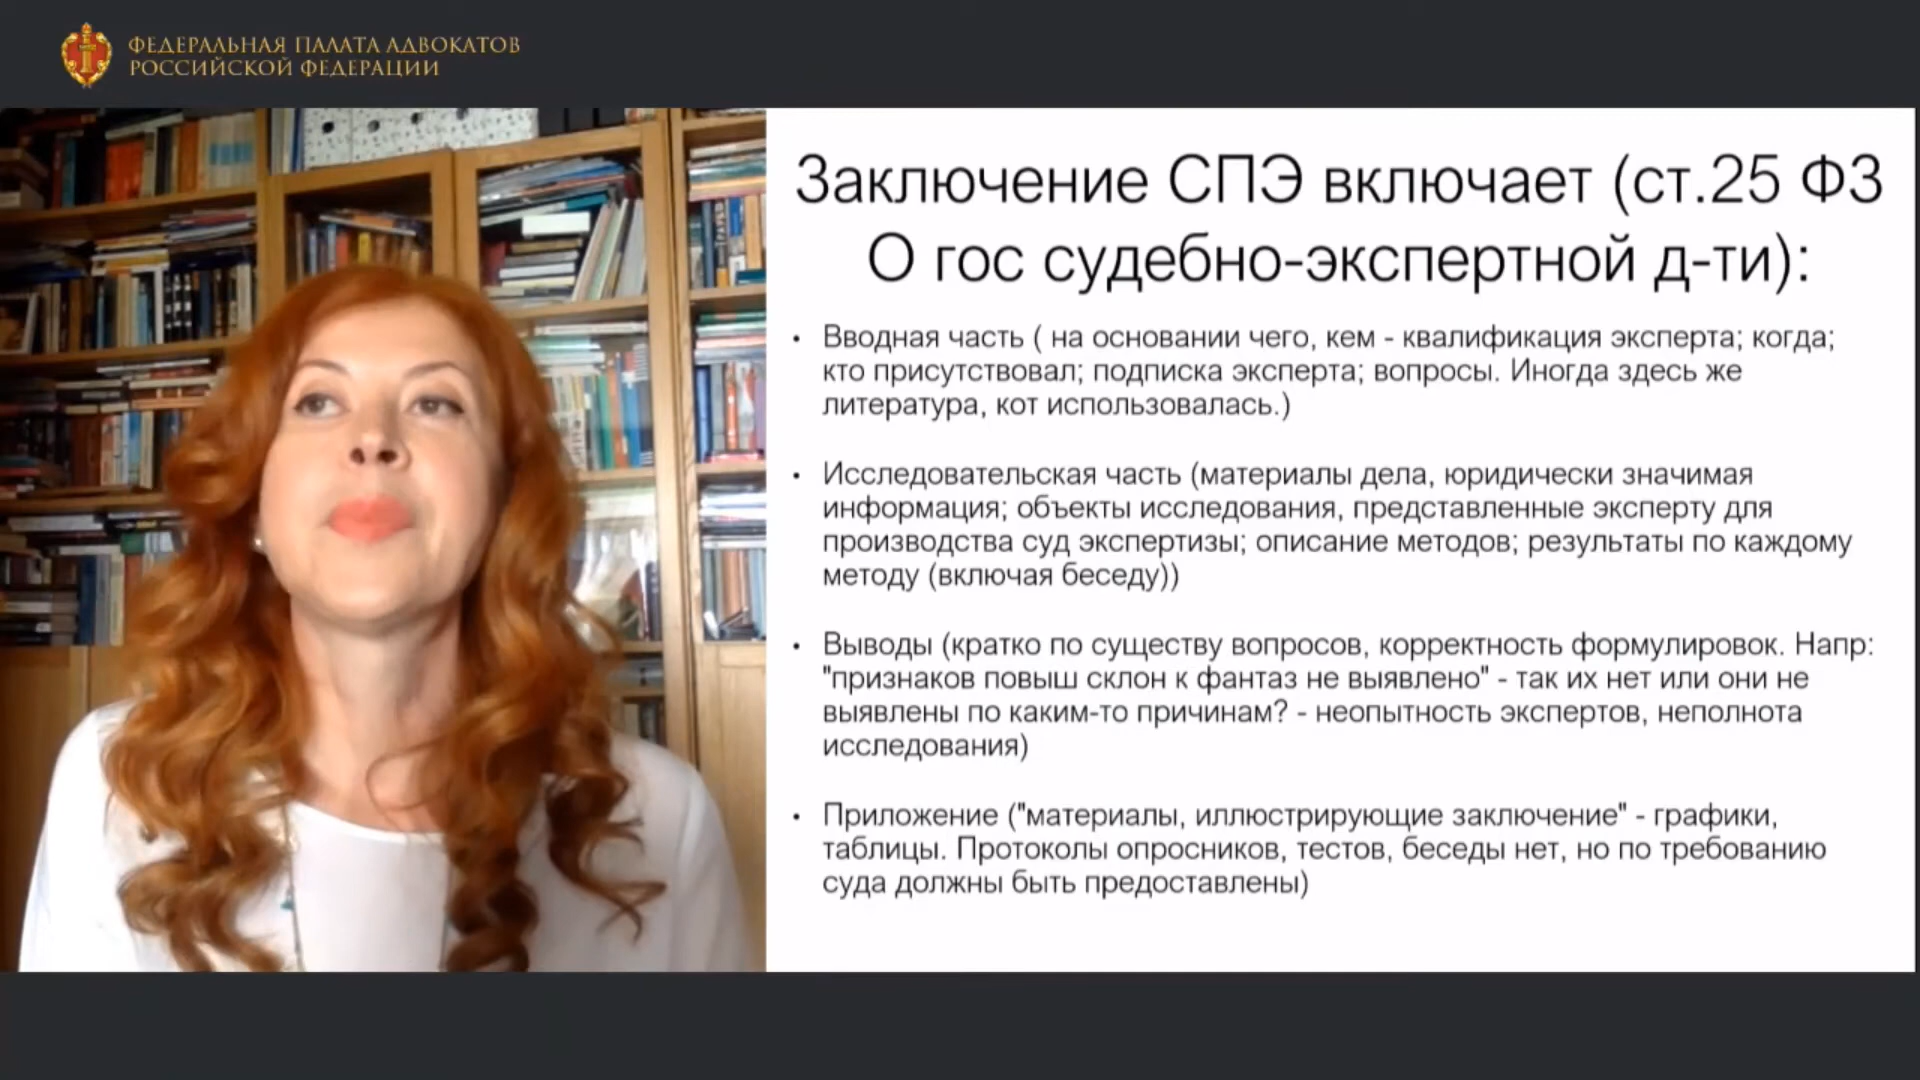 ФЕДЕРАЛЬНАЯ ПАЛАТА АДВОКАТОВ
РОССИЙСКОЙ ФЕДЕРАЦИИ
Заключение СПЭ включает (ст.25 ФЗ
О гос судебно-экспертной д-ти):
• Вводная часть ( на основании чего, кем - квалификация эксперта; когда;
кто присутствовал; подписка эксперта; вопросы. Иногда здесь же
литература, кот использовалась.)
• Исследовательская часть (материалы дела, юридически значимая
информация; объекты исследования, представленные эксперту для
производства суд экспертизы; описание методов; результаты по каждому
методу (включая беседу))
• Выводы (кратко по существу вопросов, корректность формулировок. Напр:
"признаков повыш склон к фантаз не выявлено" - так их нет или они не
выявлены по каким-то причинам? - неопытность экспертов, неполнота
исследования)
• Приложение ("материалы, иллюстрирующие заключение" - графики,
таблицы. Протоколы опросников, тестов, беседы нет, но по требованию
суда должны быть предоставлены)